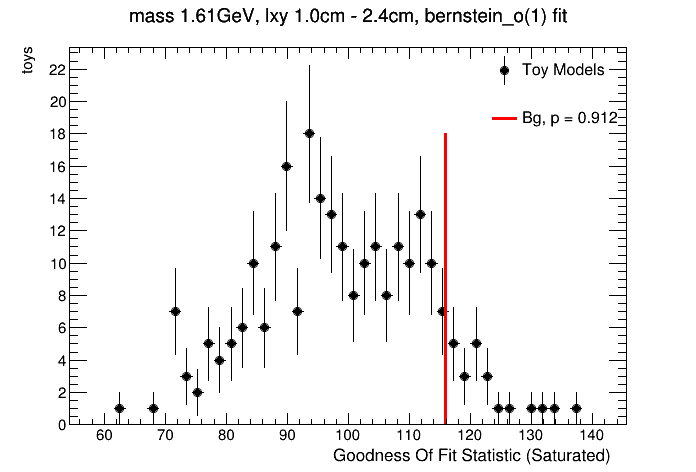 mass 1.61GeV, lxy 1.0cm - 2.4cm, bernstein_o(1) fit
toys
Toy Models
Bg, p = 0.912
22
20
18
16
14
12
10
8
6
4
2
0
60 70 80 90 100 110 120 130 140
Goodness Of Fit Statistic (Saturated)